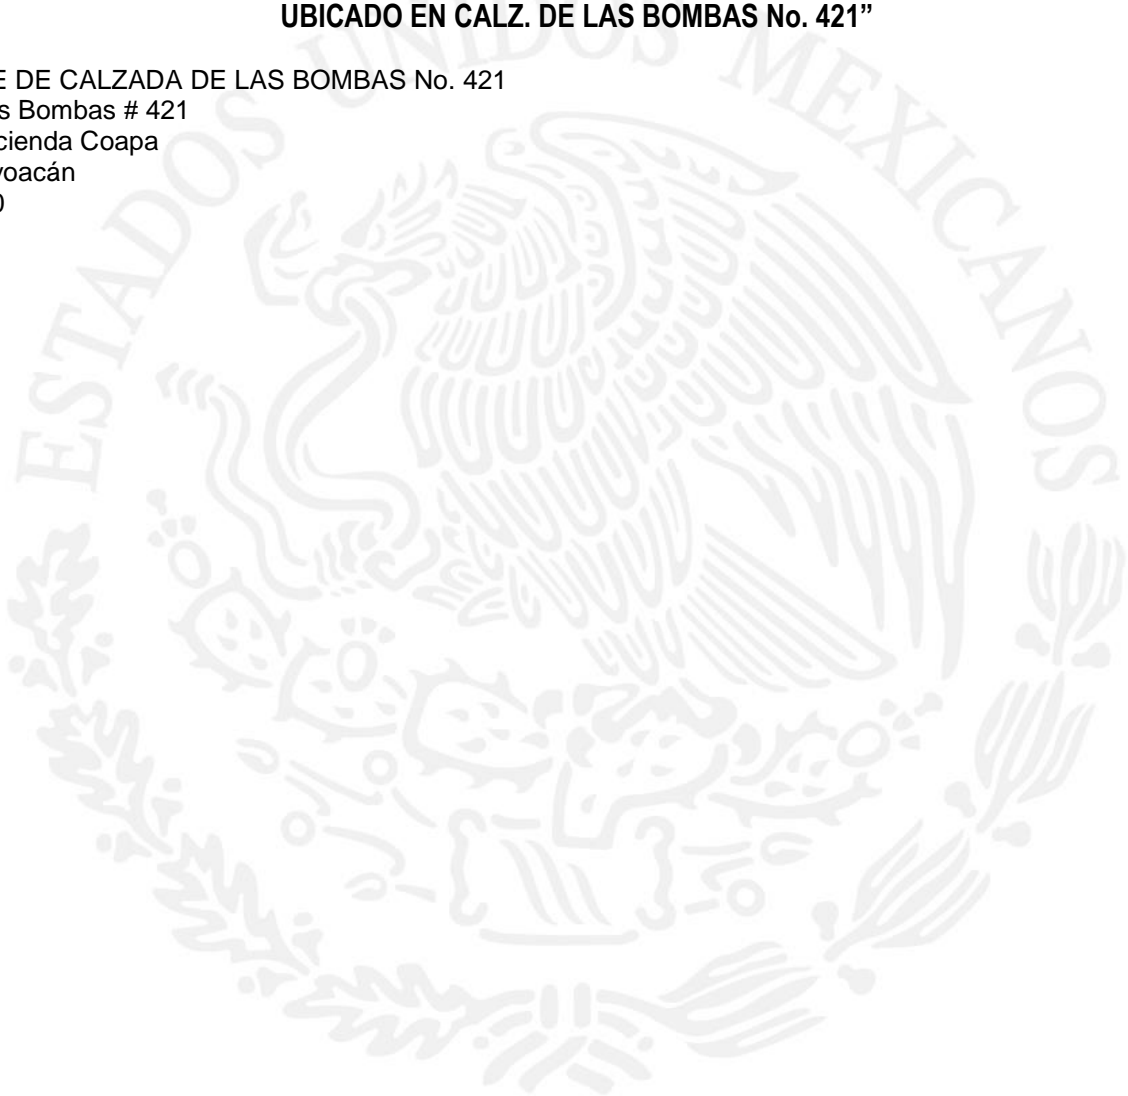 UBICADO EN CALZ. DE LAS BOMBAS No. 421”
E DE CALZADA DE LAS BOMBAS No. 421
s Bombas # 421
cienda Coapa
yoacán
0
ESTADOS UNIDOS MEXICANOS